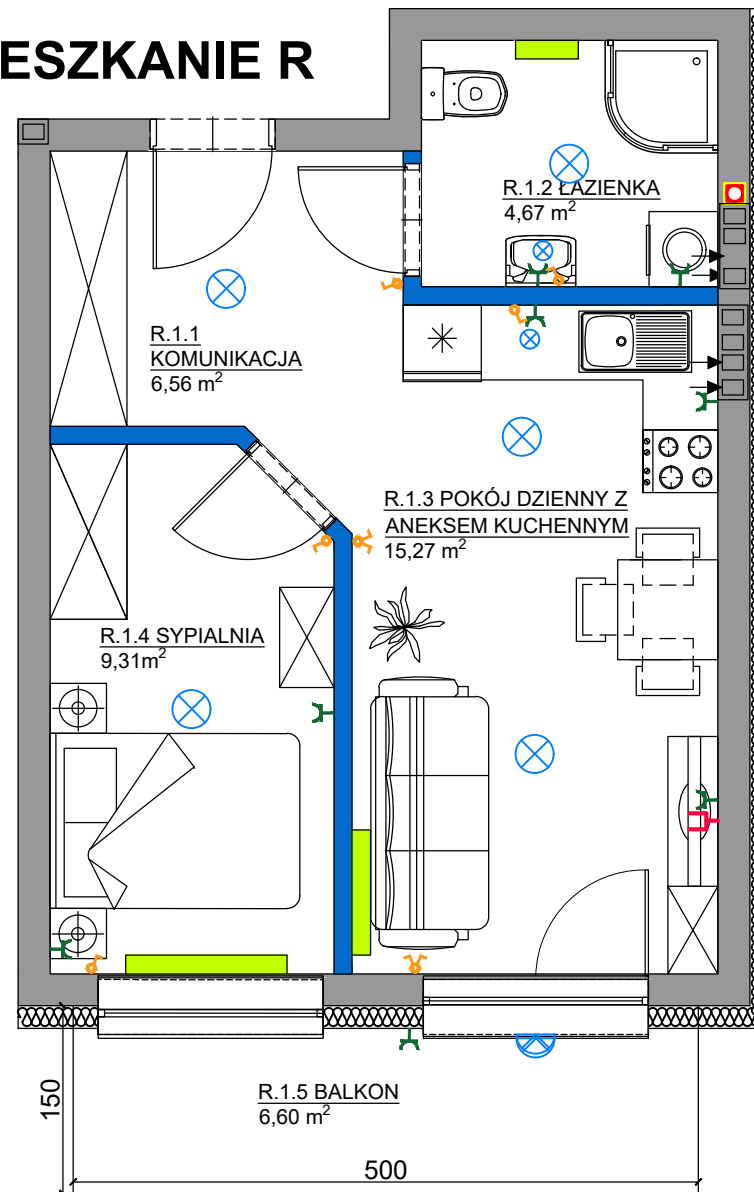 ESZKANIE R
R.1.2 ŁAZIENKA
4,67 m²
R.1.1
KOMUNIKACJA
6,56 m²
R.1.3 POKÓJ DZIENNY Z
ANEKSEM KUCHENNYM
15,27 m²
R.1.4 SYPIALNIA
9,31m²
R.1.5 BALKON
6,60 m²
150
500